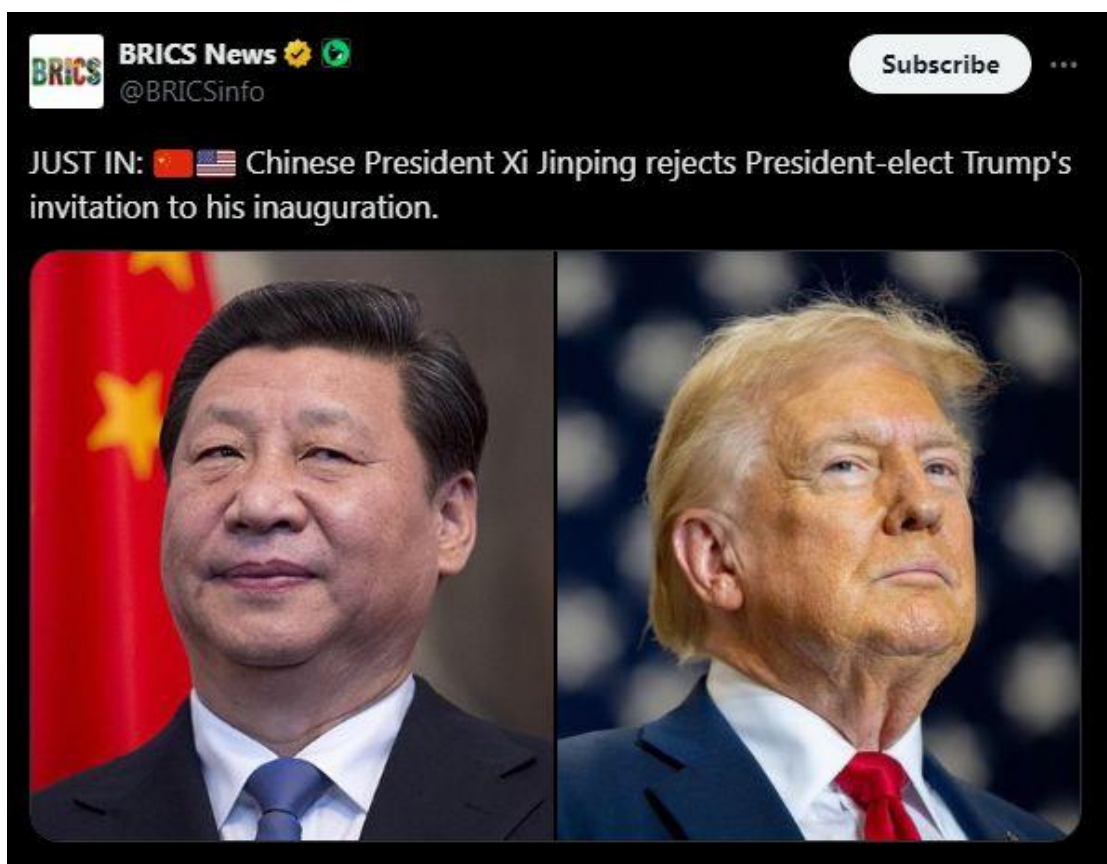 BRICS
BRICS News
@BRICSinfo
Subscribe
JUST IN: 🇨🇳🇺🇸 Chinese President Xi Jinping rejects President-elect Trump's
invitation to his inauguration.